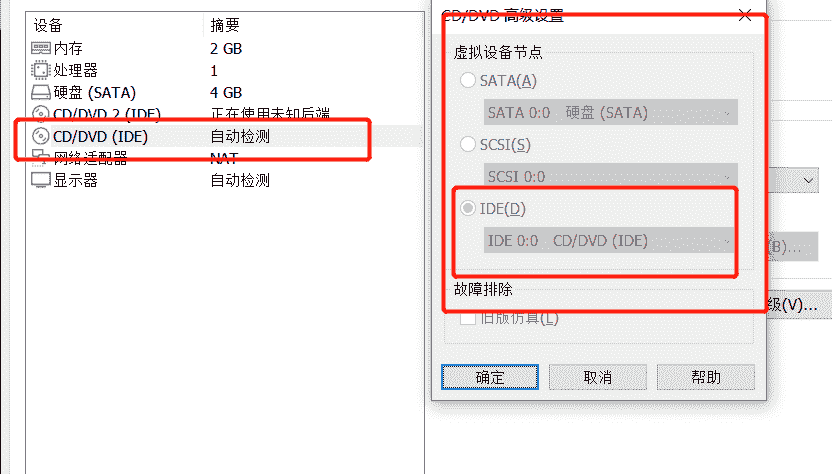 设备 摘要
内存 2 GB
处理器 1
硬盘 (SATA) 4 GB
CD/DVD 2 (IDE) 正在使用未知后端
CD/DVD (IDE) 自动检测
网络适配器 NAT
显示器 自动检测
CD/DVD 高级设置
虚拟设备节点
SATA(A)
SATA 0:0 硬盘 (SATA)
SCSI(S)
SCSI 0:0
IDE(D)
IDE 0:0 CD/DVD (IDE)
故障排除
旧版仿真(L)
确定 取消 帮助
(B)...
级(V)...